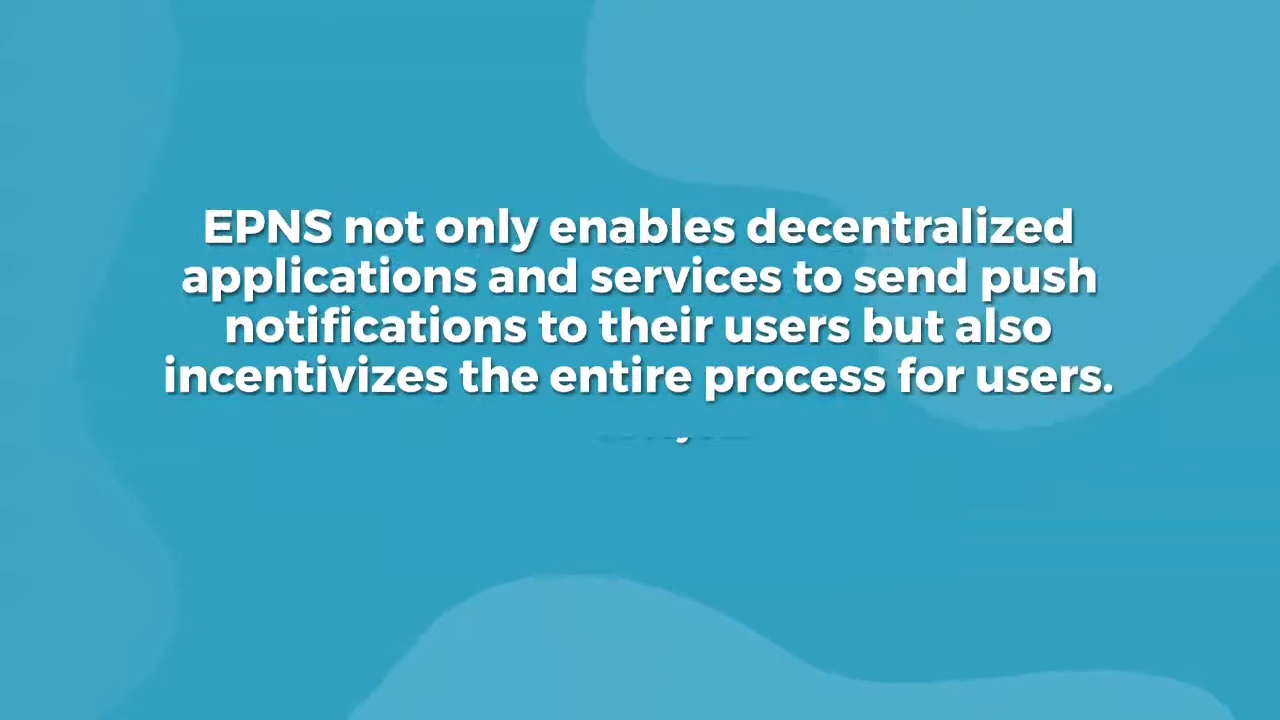 EPNS not only enables decentralized
applications and services to send push
notifications to their users but also
incentivizes the entire process for users.